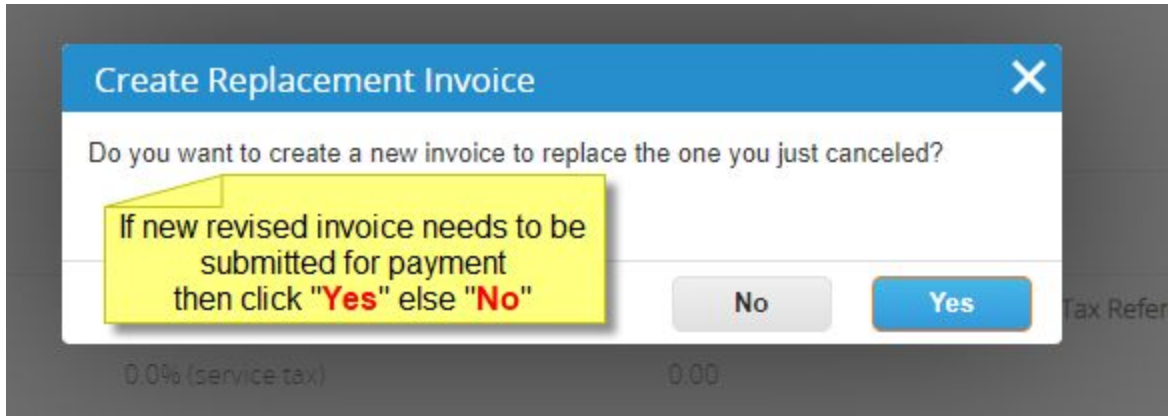 Create Replacement Invoice
Do you want to create a new invoice to replace the one you just canceled?
If new revised invoice needs to be
submitted for payment
then click "Yes" else "No"
No
Yes
Tax Refer
0.0% (service tax)
0.00